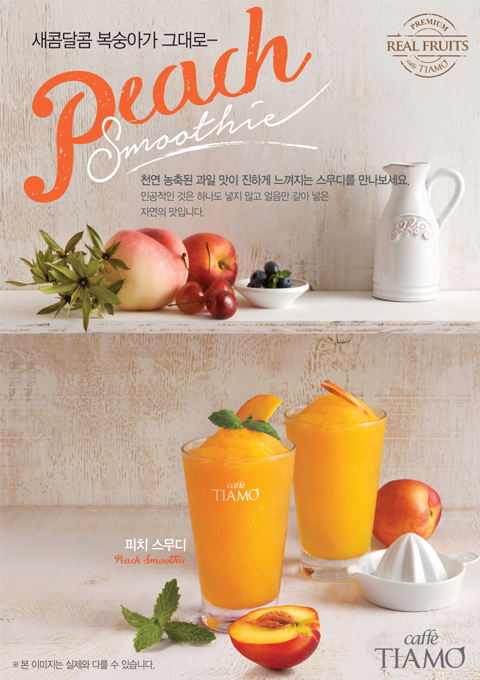 새콤달콤 복숭아가 그대로~
Peach
Smoothie
PREMIUM
REAL FRUITS
caffè TIAMO
천연 농축된 과일 맛이 진하게 느껴지는 스무디를 만나보세요.
인공적인 것은 하나도 넣지 않고 얼음만 갈아 넣은
자연의 맛입니다.
caffè
TIAMO
피치 스무디
Peach Smoothie
※ 본 이미지는 실제와 다를 수 있습니다.
caffè
TIAMO